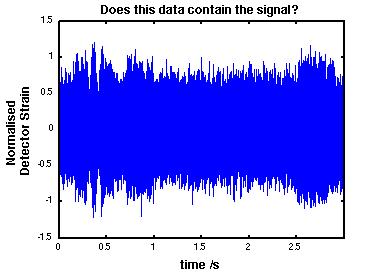 Does this data contain the signal?
1.5
1
0.5
0
-0.5
-1
-1.5
Normalised
Detector Strain
0 0.5 1 1.5 2 2.5
time /s